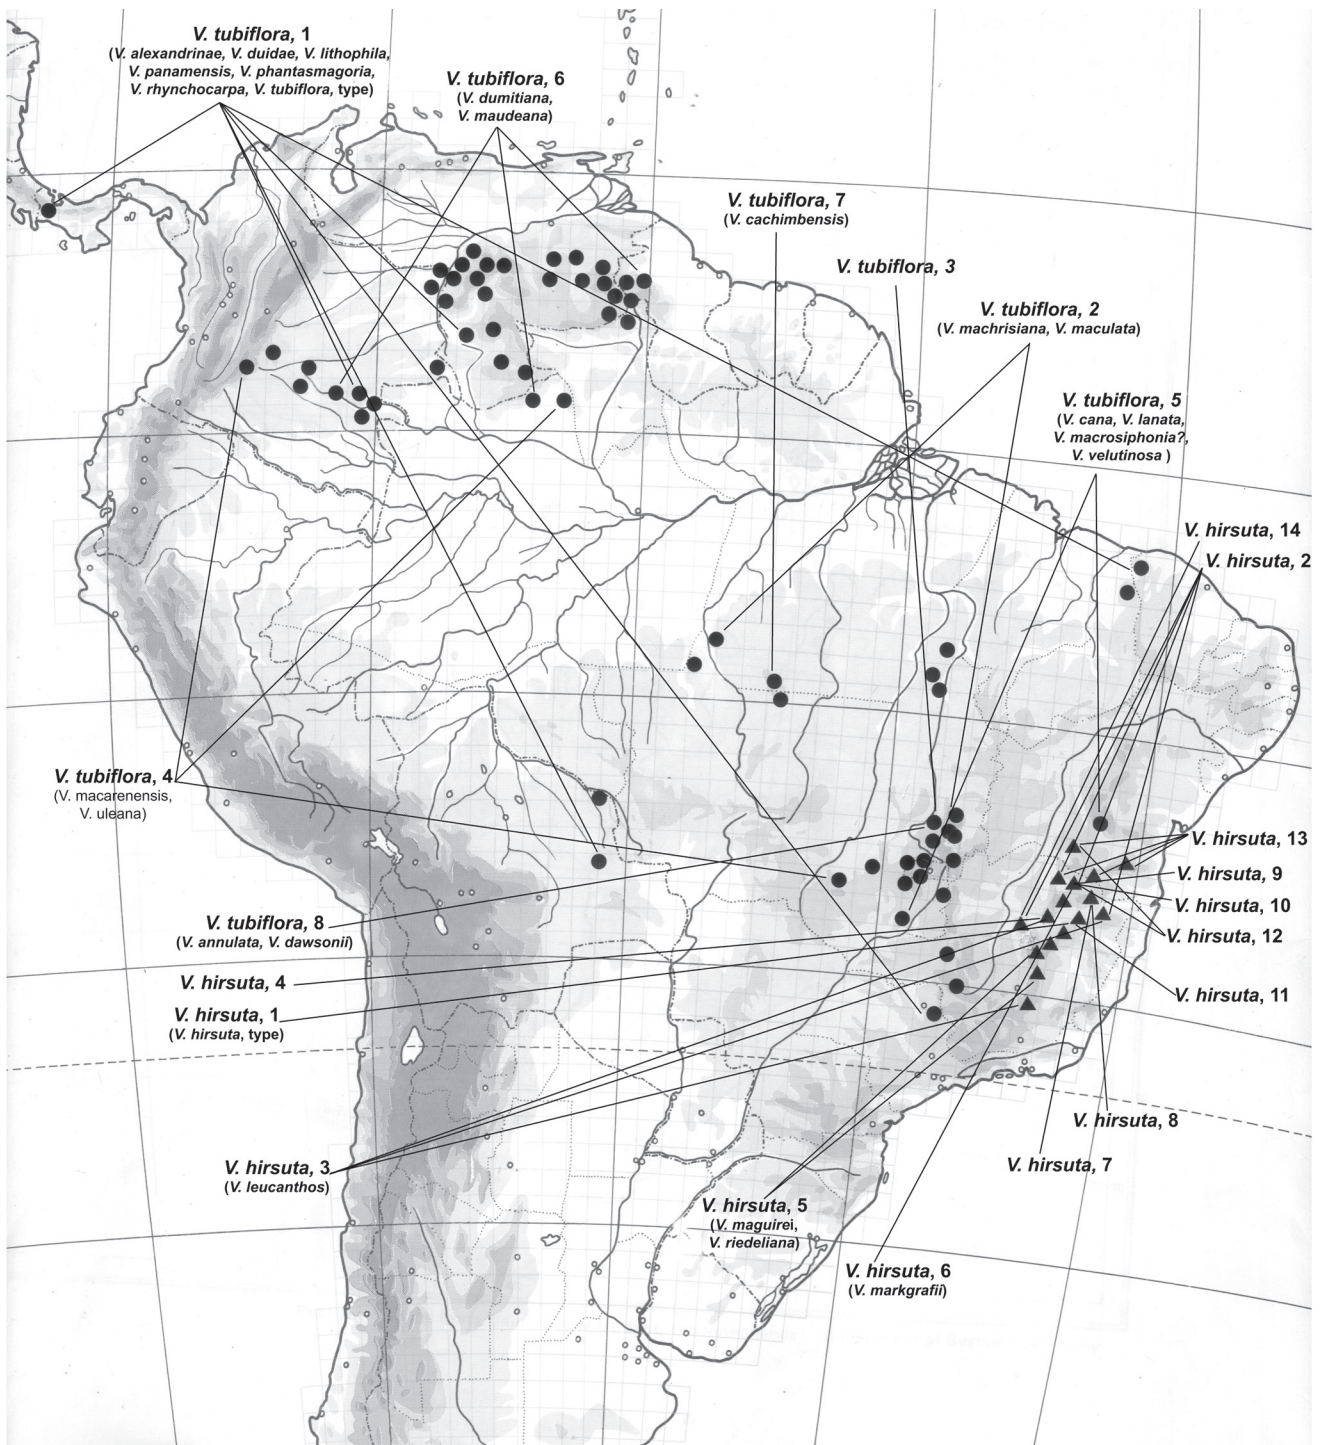 V. tubiflora, 1
(V. alexandrinae, V. duidae, V. lithophila,
V. panamensis, V. phantasmagoria,
V. rhynchocarpa, V. tubiflora, type)
V. tubiflora, 6
(V. dumitiana,
V. maudeana)
V. tubiflora, 7
(V. cachimbensis)
V. tubiflora, 3
V. tubiflora, 2
(V. machrisiana, V. maculata)
V. tubiflora, 5
(V. cana, V. lanata,
V. macrosiphonia?,
V. velutinosa )
V. hirsuta, 14
V. hirsuta, 2
V. tubiflora, 4
(V. macarenensis,
V. uleana)
V. hirsuta, 13
V. hirsuta, 9
V. hirsuta, 10
V. hirsuta, 12
V. tubiflora, 8
(V. annulata, V. dawsonii)
V. hirsuta, 4
V. hirsuta, 11
V. hirsuta, 1
(V. hirsuta, type)
V. hirsuta, 8
V. hirsuta, 7
V. hirsuta, 3
(V. leucanthos)
V. hirsuta, 5
(V. maguirei,
V. riedeliana)
V. hirsuta, 6
(V. markgrafii)